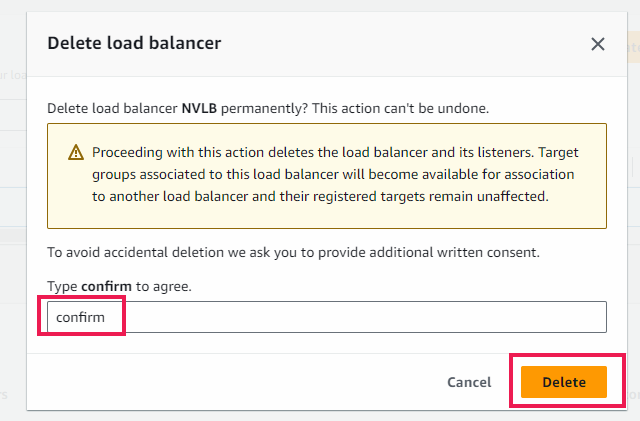 Delete load balancer
Delete load balancer NVLB permanently? This action can't be undone.
Proceeding with this action deletes the load balancer and its listeners. Target
groups associated to this load balancer will become available for association
to another load balancer and their registered targets remain unaffected.
To avoid accidental deletion we ask you to provide additional written consent.
Type confirm to agree.
confirm
Cancel Delete